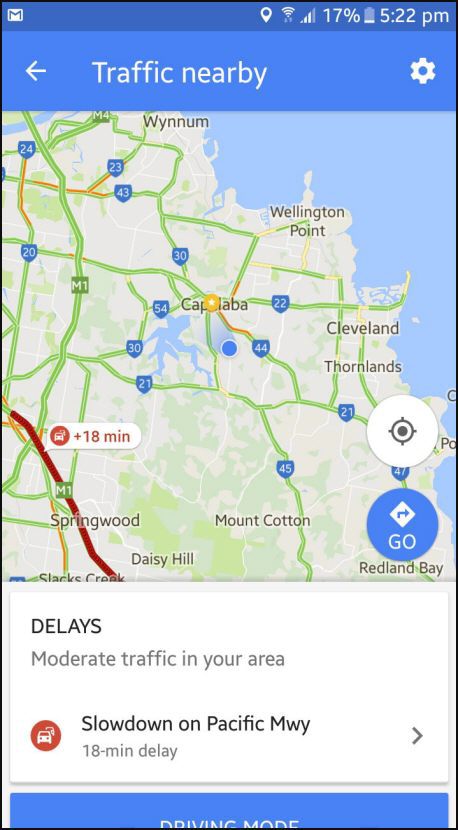 17% 5:22 pm
Traffic nearby
M4
Wynnum
24
23
43
Wellington
Point
20
30
M1
Capalaba
22
54
Cleveland
30
44
Thornlands
21
21
+18 min
45
47
M1
GO
Springwood
Mount Cotton
Daisy Hill
Redland Bay
Slacks Creek
DELAYS
Moderate traffic in your area
Slowdown on Pacific Mwy
18-min delay
DRIVING MODE